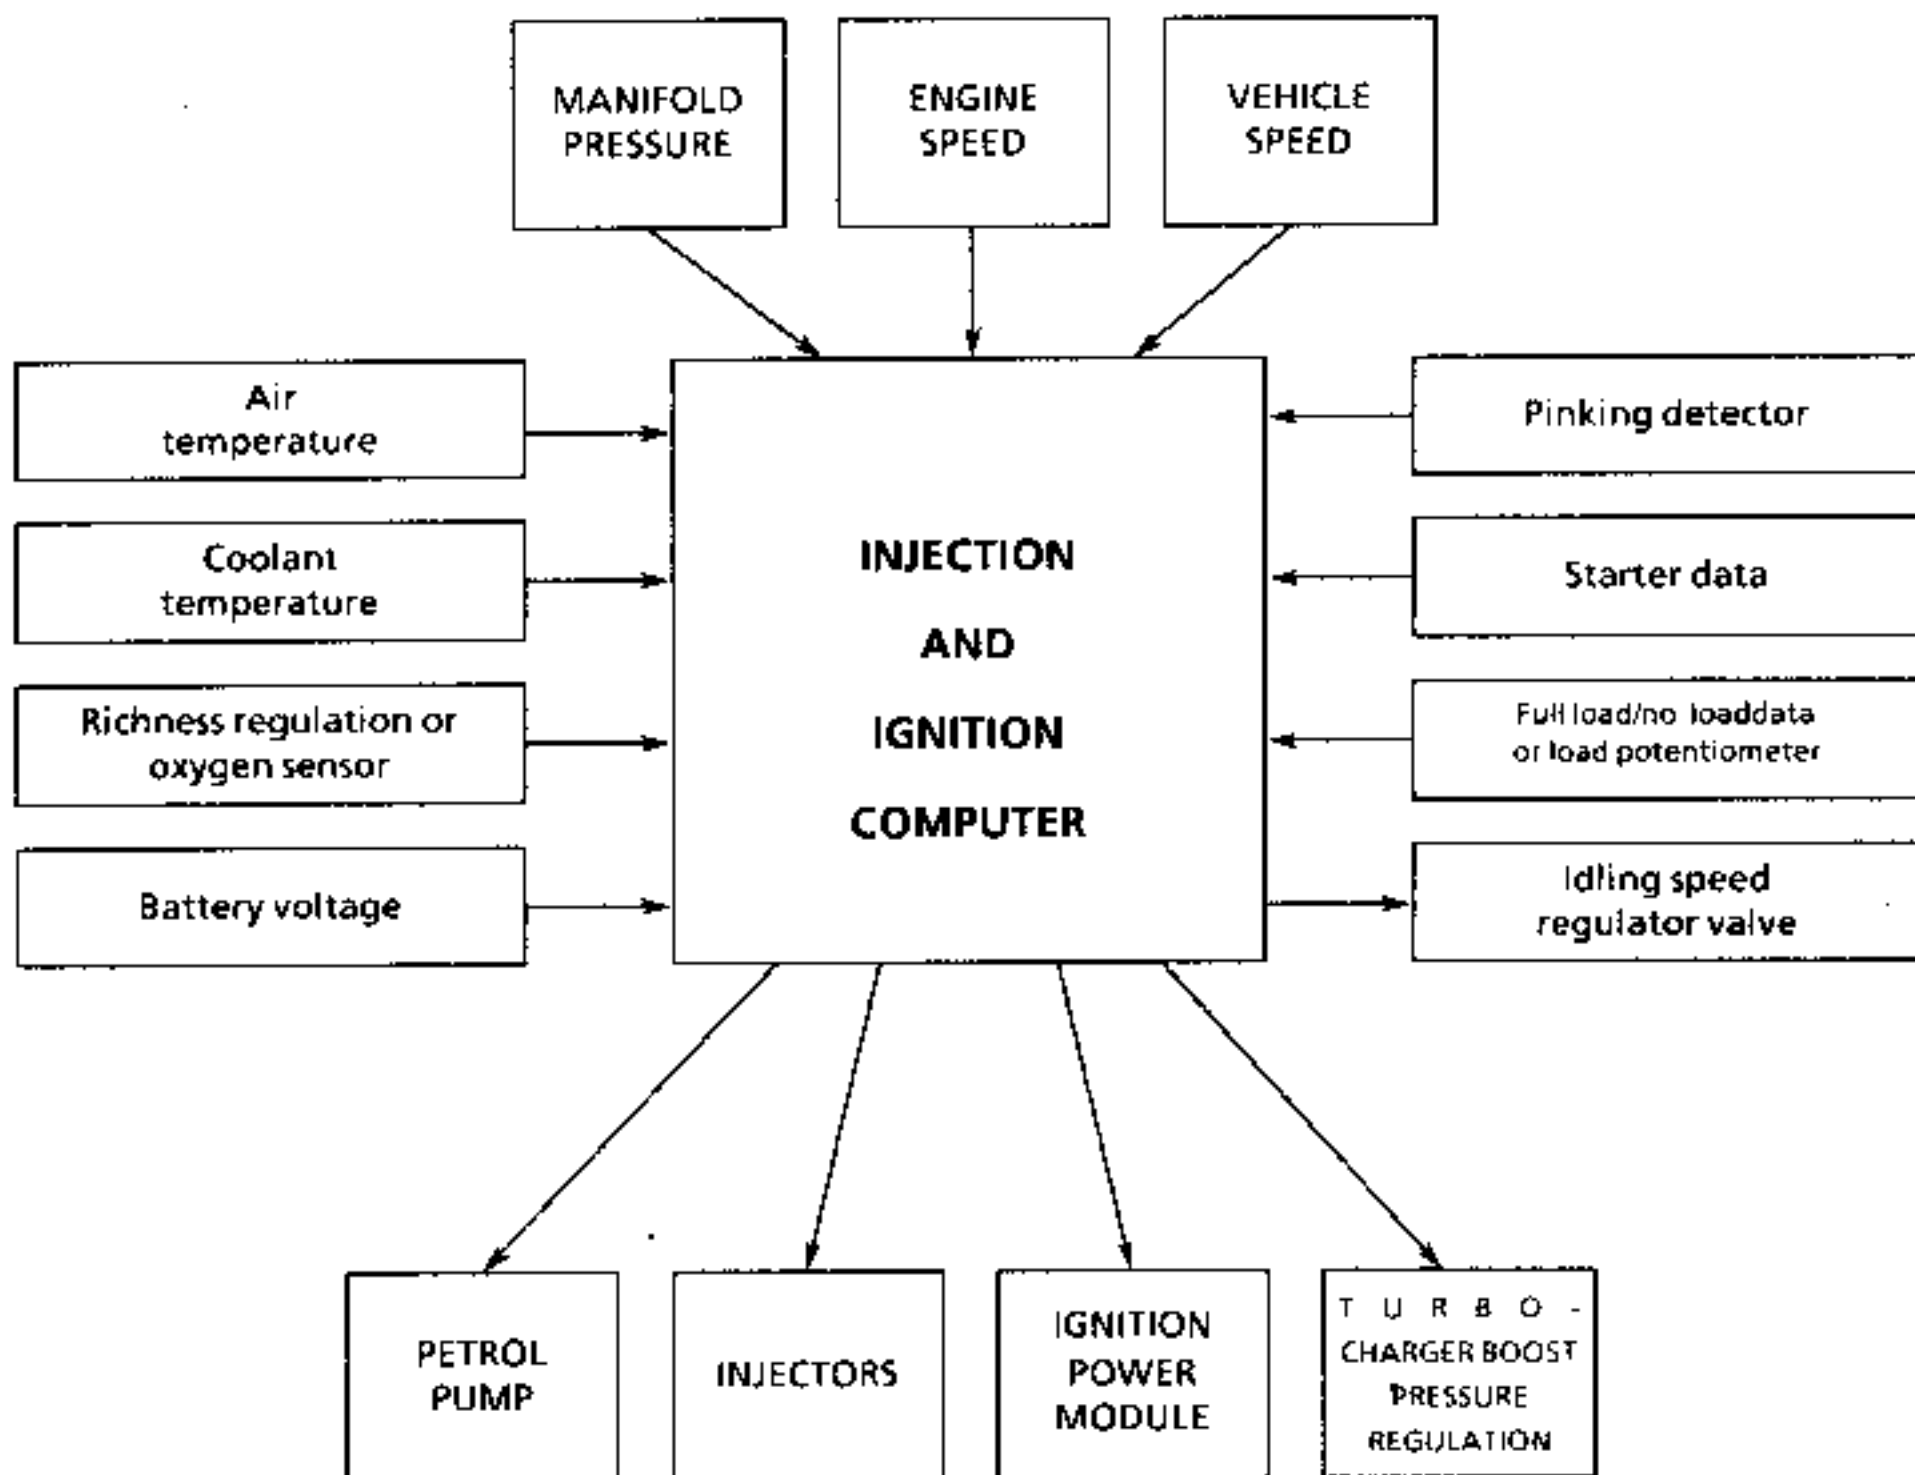 MANIFOLD
PRESSURE
ENGINE
SPEED
VEHICLE
SPEED
Air
temperature
Coolant
temperature
Richness regulation or
oxygen sensor
Battery voltage
INJECTION
AND
IGNITION
COMPUTER
Pinking detector
Starter data
Full load/no loaddata
or load potentiometer
Idling speed
regulator valve
PETROL
PUMP
INJECTORS
IGNITION
POWER
MODULE
T U R B O -
CHARGER BOOST
PRESSURE
REGULATION